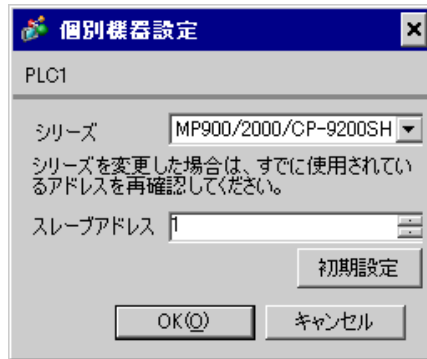 個別機器設定
PLC1
シリーズ MP900/2000/CP-9200SH
シリーズを変更した場合は、すでに使用されてい
るアドレスを再確認してください。
スレーブアドレス 1
初期設定
OK(O) キャンセル